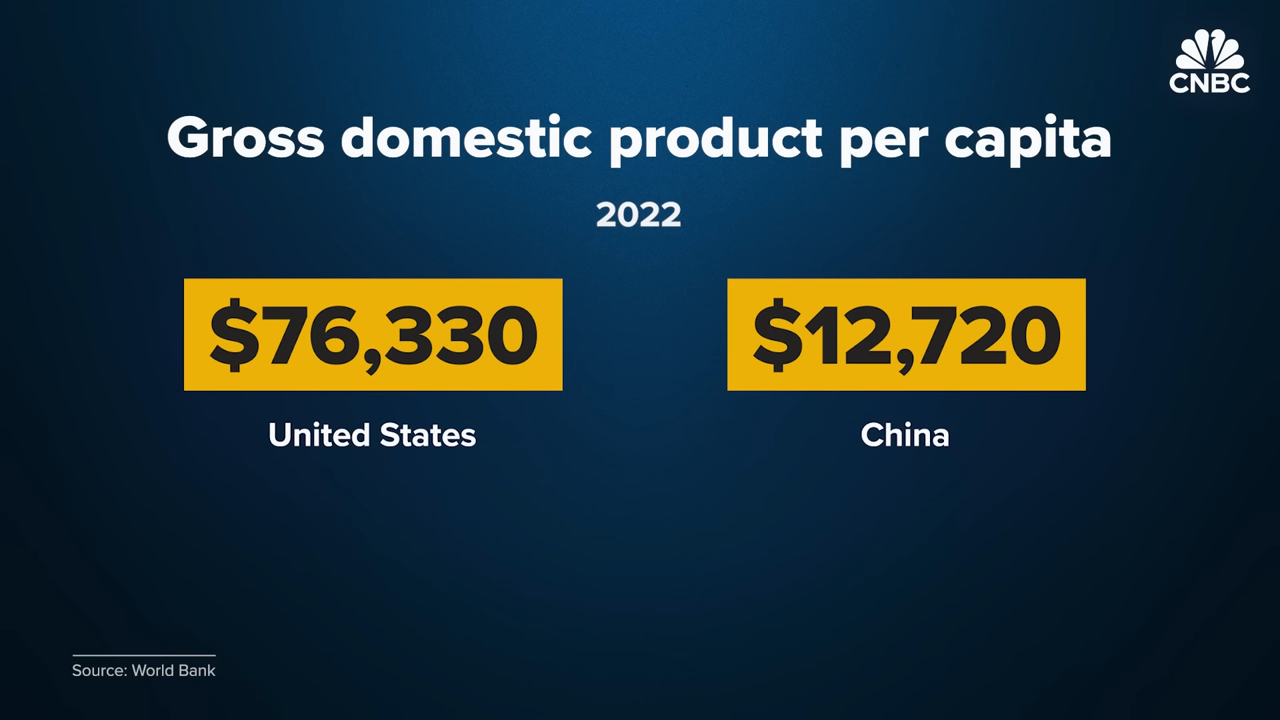 CNBC
Gross domestic product per capita
2022
$76,330
$12,720
United States
China
Source: World Bank